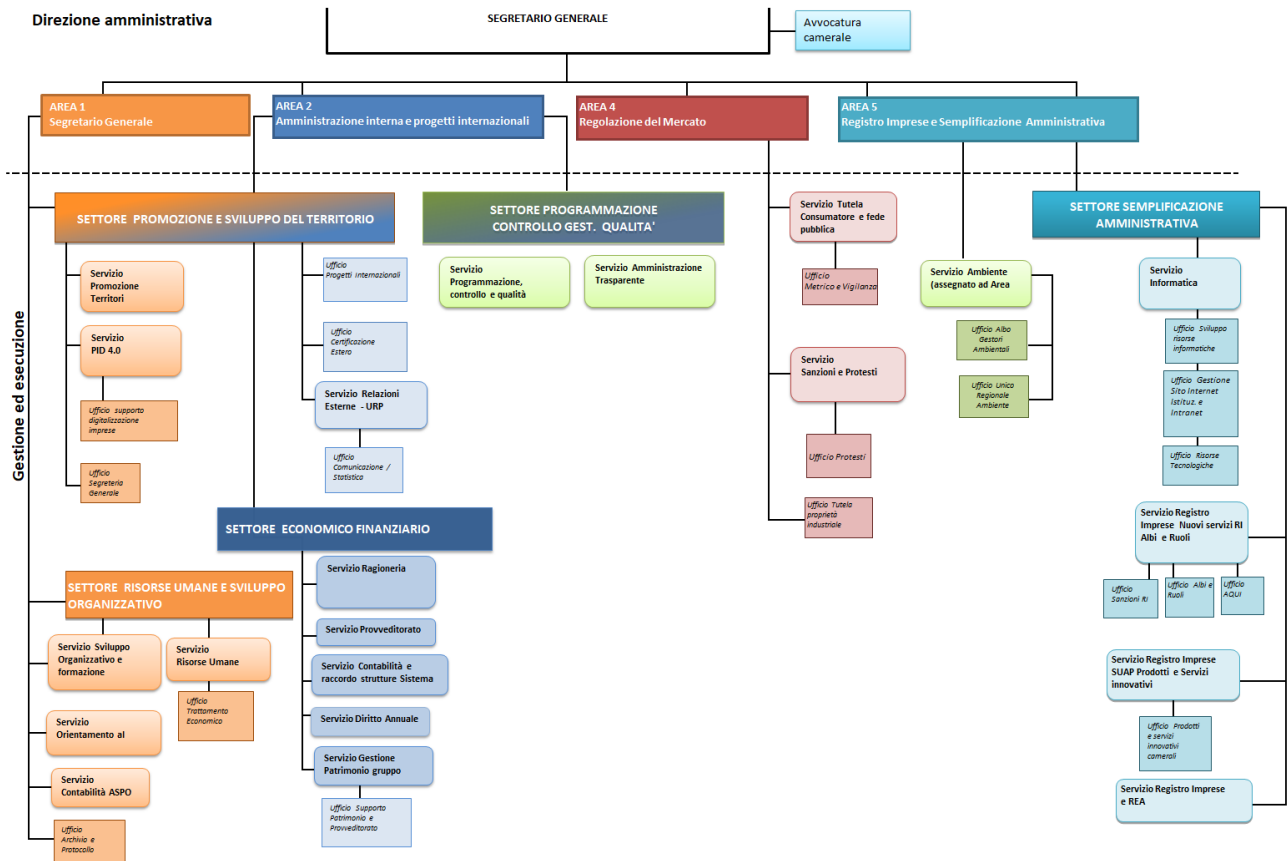 Direzione amministrativa
SEGRETARIO GENERALE
Avvocatura
camerale
AREA 1
Segretario Generale
AREA 2
Amministrazione interna e progetti internazionali
AREA 4
Regolazione del Mercato
AREA 5
Registro Imprese e Semplificazione Amministrativa
Gestione ed esecuzione
SETTORE PROMOZIONE E SVILUPPO DEL TERRITORIO
Servizio
Promozione
Territori
Servizio
PID 4.0
Ufficio supporto
digitalizzazione
imprese
Ufficio
Segreteria
Generale
Ufficio
Progetti Internazionali
Ufficio
Certificazione
Estero
Servizio Relazioni
Esterne - URP
Ufficio
Comunicazione /
Statistica
SETTORE PROGRAMMAZIONE
CONTROLLO GEST. QUALITA'
Servizio
Programmazione,
controllo e qualità
Servizio Amministrazione
Trasparente
Servizio Tutela
Consumatore e fede
pubblica
Ufficio
Metrico e Vigilanza
Servizio
Sanzioni e Protesti
Ufficio Protesti
Ufficio Tutela
proprietà
industriale
Servizio Ambiente
(assegnato ad Area
Ufficio Albo
Gestori
Ambientali
Ufficio Unico
Regionale
Ambiente
SETTORE SEMPLIFICAZIONE
AMMINISTRATIVA
Servizio
Informatica
Ufficio Sviluppo
risorse
informatiche
Ufficio Gestione
Sito Internet
Istituz. e
Intranet
Ufficio Risorse
Tecnologiche
Servizio Registro
Imprese Nuovi servizi RI
Albi e Ruoli
Ufficio
Sanzioni RI
Ufficio Albi e
Ruoli
Ufficio
AQUI
Servizio Registro Imprese
SUAP Prodotti e Servizi
innovativi
Ufficio Prodotti
e servizi
innovativi
camerali
Servizio Registro Imprese
e REA
SETTORE ECONOMICO FINANZIARIO
Servizio Ragioneria
Servizio Provveditorato
Servizio Contabilità e
raccordo strutture Sistema
Servizio Diritto Annuale
Servizio Gestione
Patrimonio gruppo
Ufficio Supporto
Patrimonio e
Provveditorato
SETTORE RISORSE UMANE E SVILUPPO
ORGANIZZATIVO
Servizio Sviluppo
Organizzativo e
formazione
Servizio
Risorse Umane
Ufficio
Trattamento
Economico
Servizio
Orientamento al
Servizio
Contabilità ASPO
Ufficio
Archivio e
Protocollo